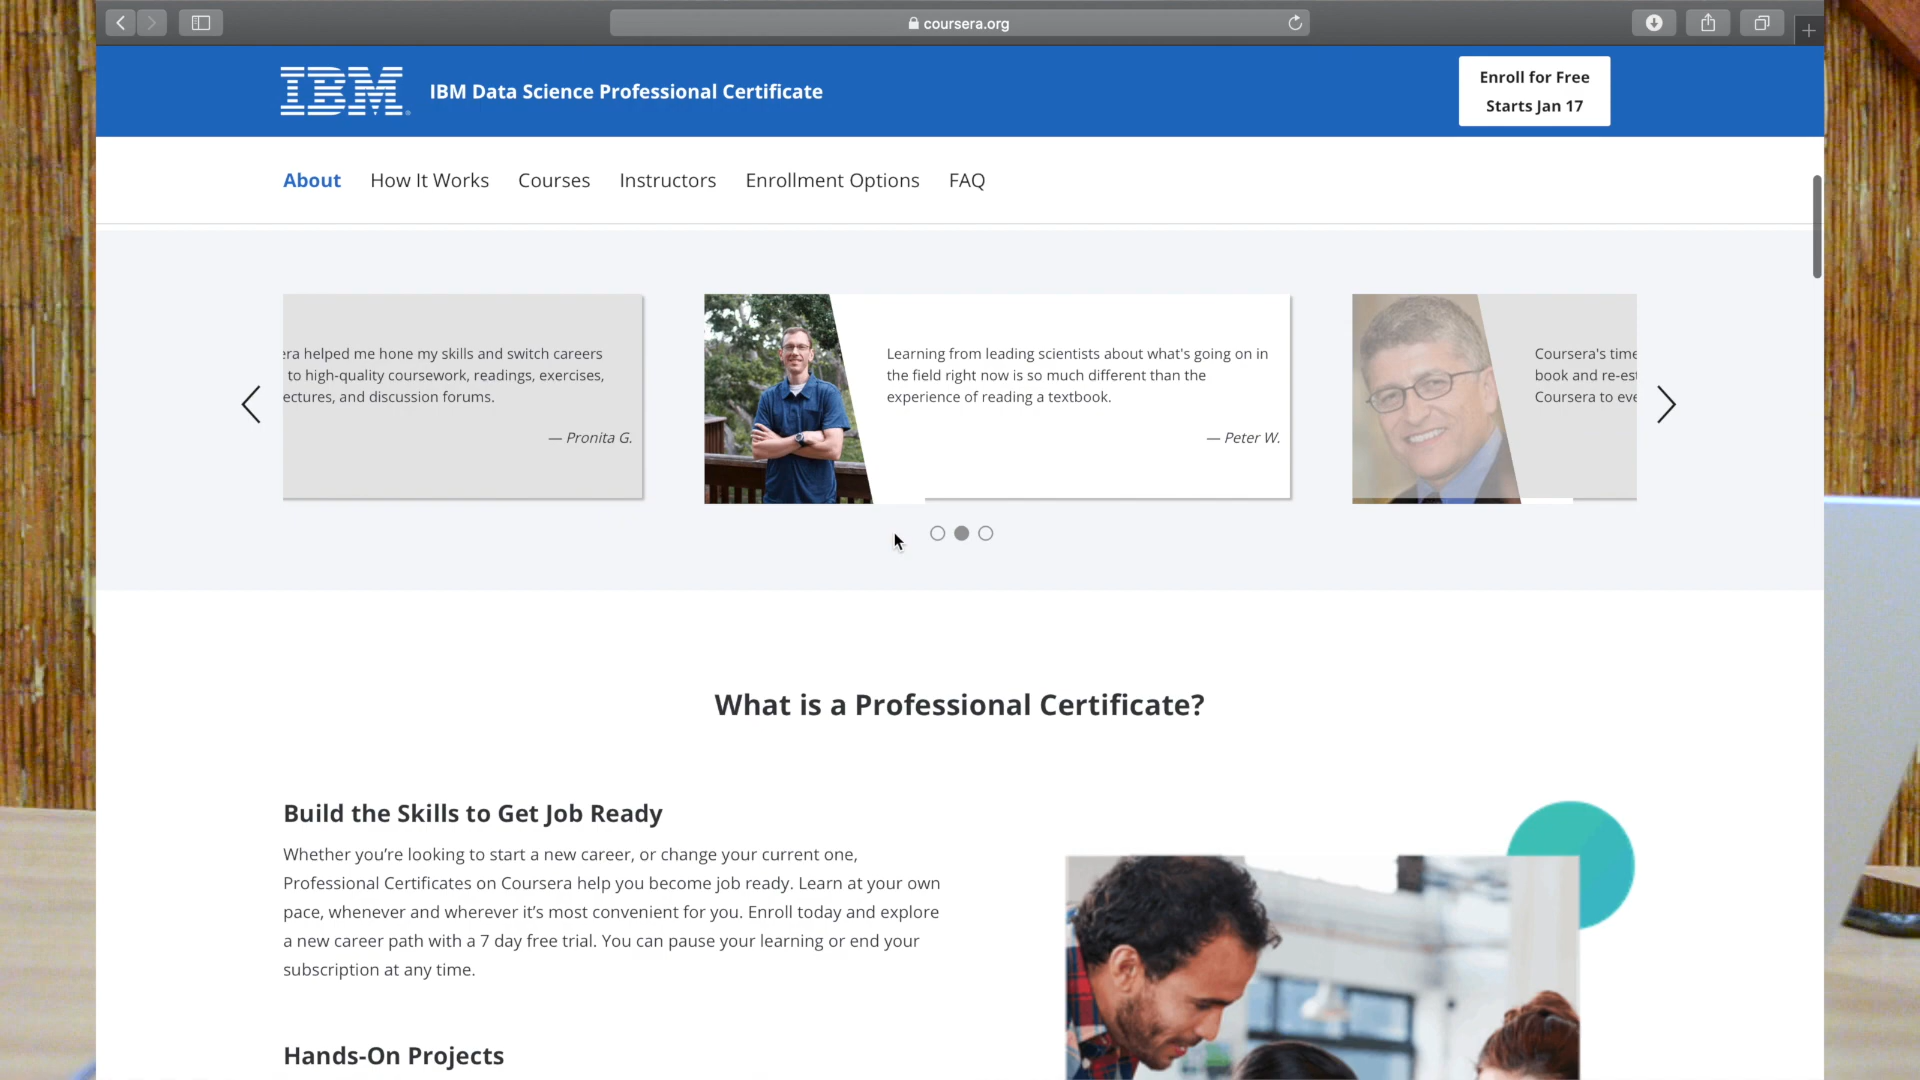 coursera.org
IBM
IBM Data Science Professional Certificate
Enroll for Free
Starts Jan 17
About How It Works Courses Instructors Enrollment Options FAQ
era helped me hone my skills and switch careers
to high-quality coursework, readings, exercises,
ectures, and discussion forums.
— Pronita G.
Learning from leading scientists about what's going on in
the field right now is so much different than the
experience of reading a textbook.
— Peter W.
Coursera's time
book and re-est
Coursera to eve
What is a Professional Certificate?
Build the Skills to Get Job Ready
Whether you're looking to start a new career, or change your current one,
Professional Certificates on Coursera help you become job ready. Learn at your own
pace, whenever and wherever it's most convenient for you. Enroll today and explore
a new career path with a 7 day free trial. You can pause your learning or end your
subscription at any time.
Hands-On Projects